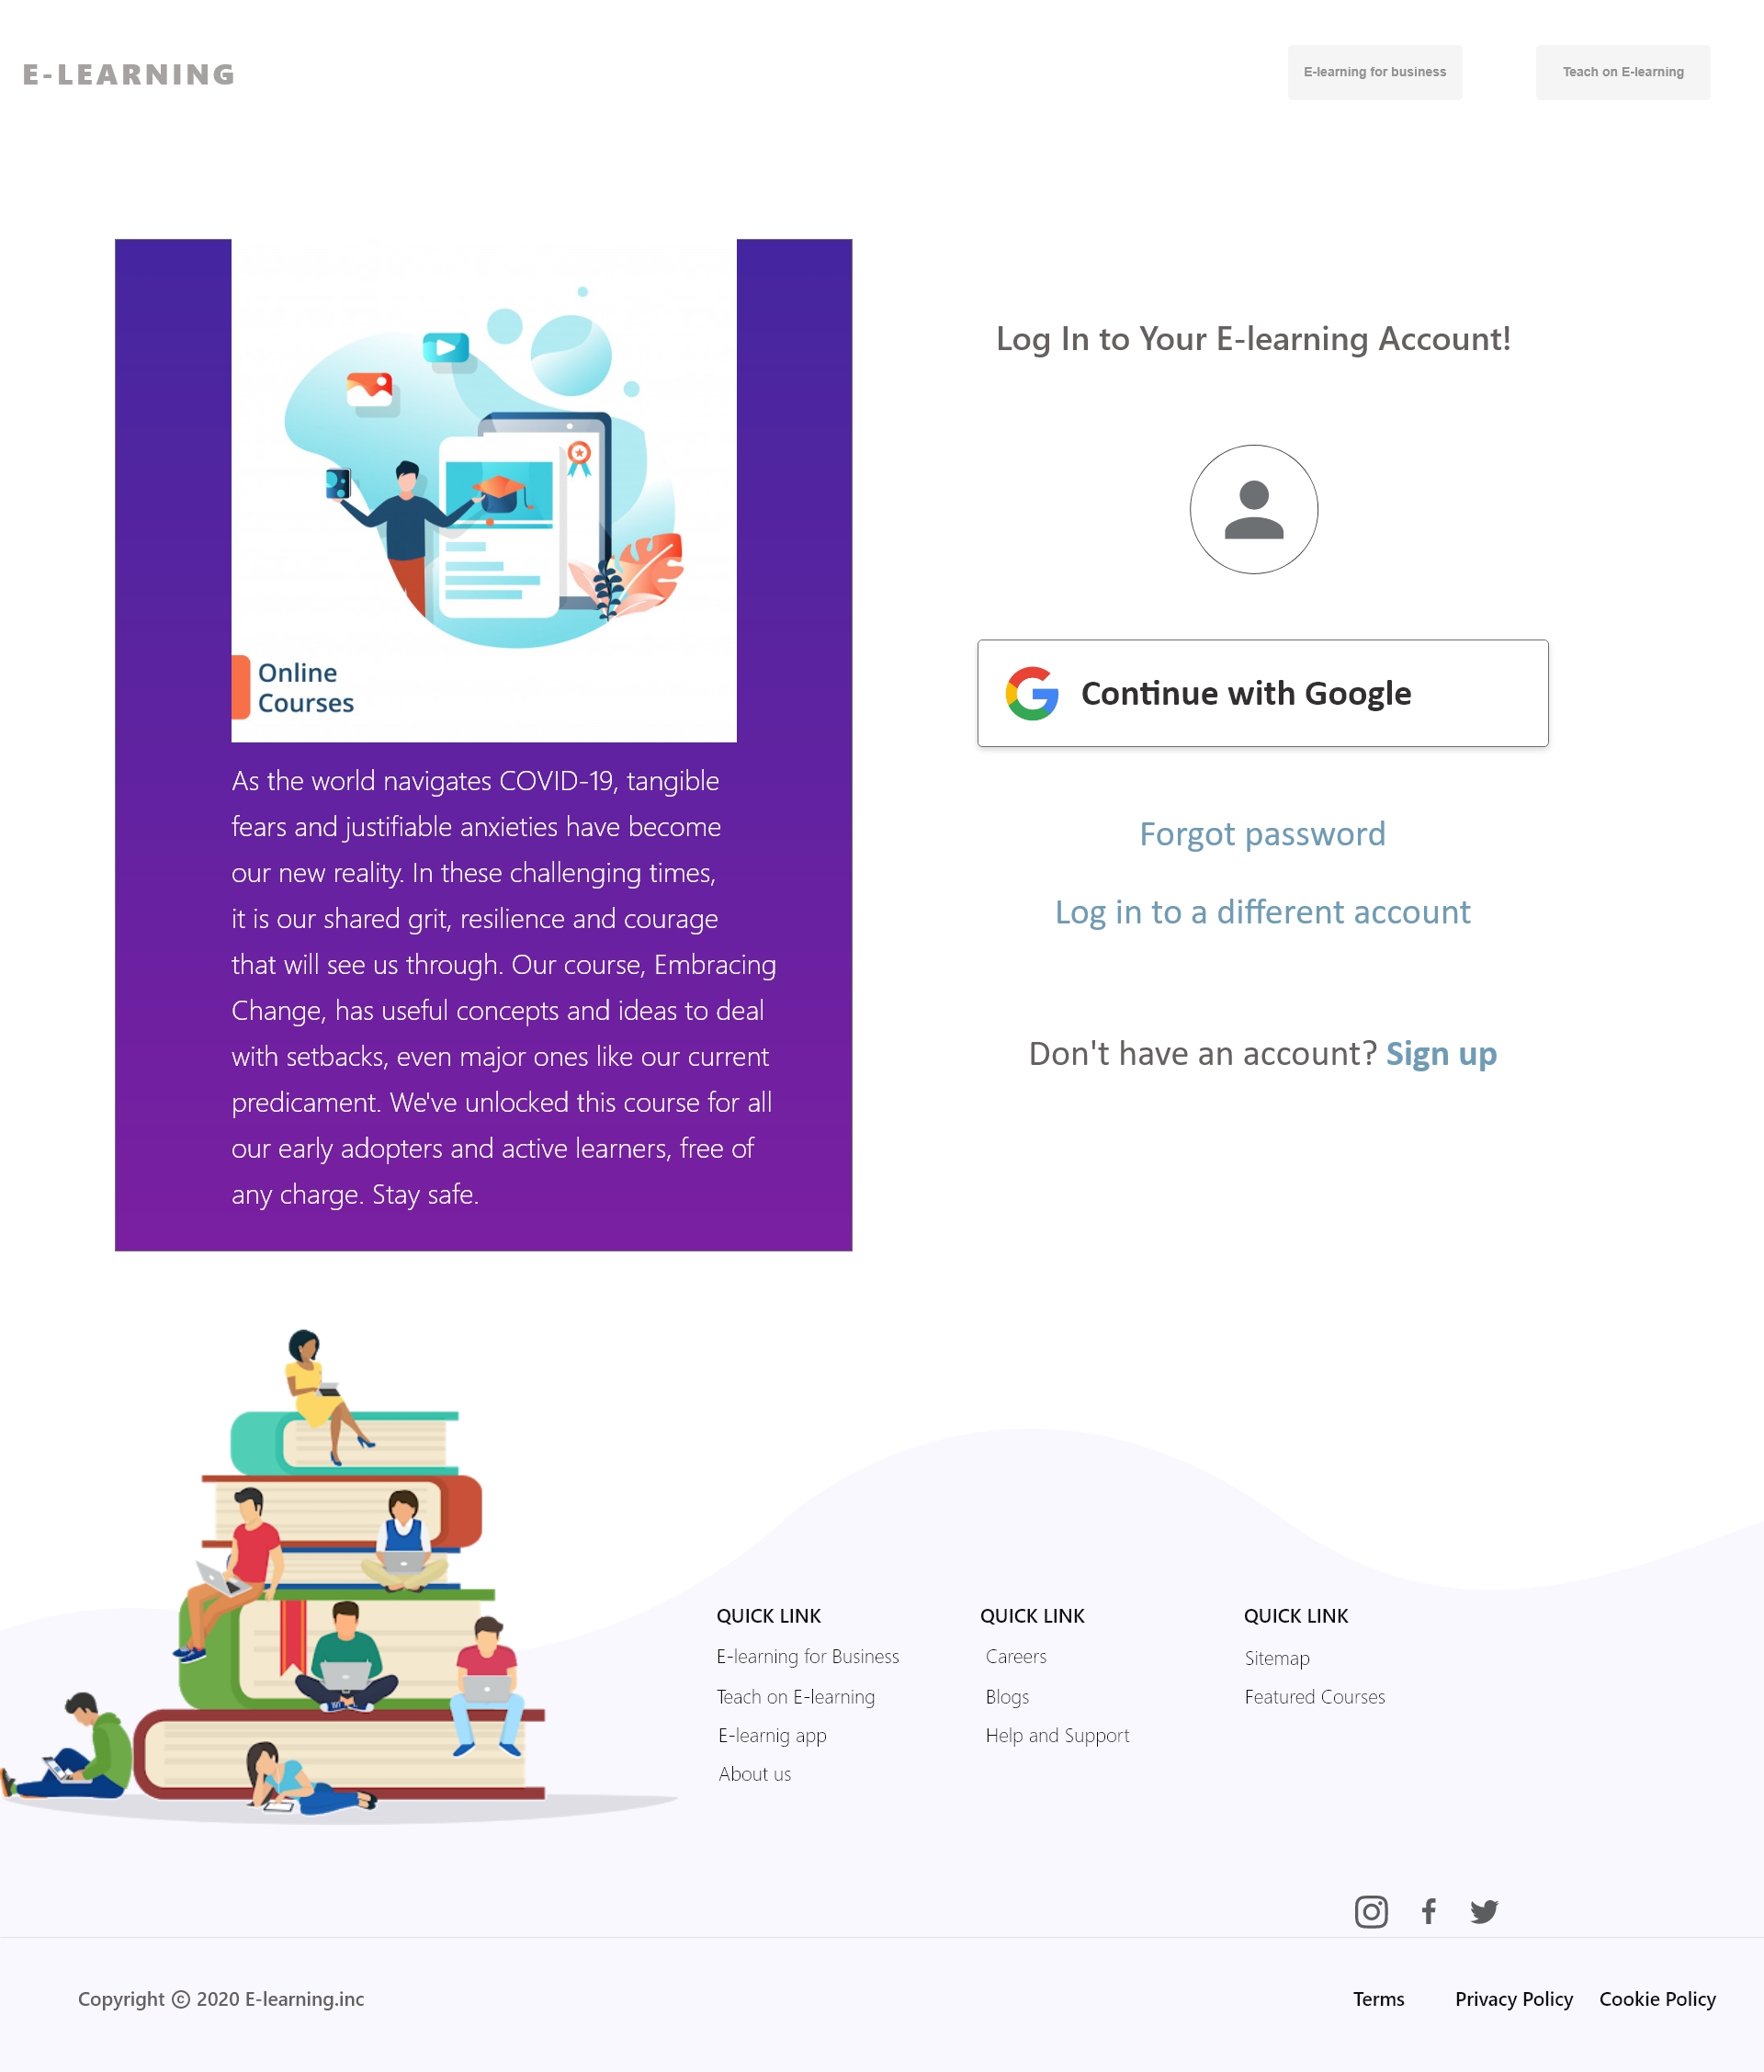 E-LEARNING
E-learning for business
Teach on E-learning
Online
Courses
As the world navigates COVID-19, tangible
fears and justifiable anxieties have become
our new reality. In these challenging times,
it is our shared grit, resilience and courage
that will see us through. Our course, Embracing
Change, has useful concepts and ideas to deal
with setbacks, even major ones like our current
predicament. We've unlocked this course for all
our early adopters and active learners, free of
any charge. Stay safe.
Log In to Your E-learning Account!
Continue with Google
Forgot password
Log in to a different account
Don't have an account? Sign up
QUICK LINK
E-learning for Business
Teach on E-learning
E-learnig app
About us
QUICK LINK
Careers
Blogs
Help and Support
QUICK LINK
Sitemap
Featured Courses
Copyright © 2020 E-learning.inc
Terms
Privacy Policy
Cookie Policy